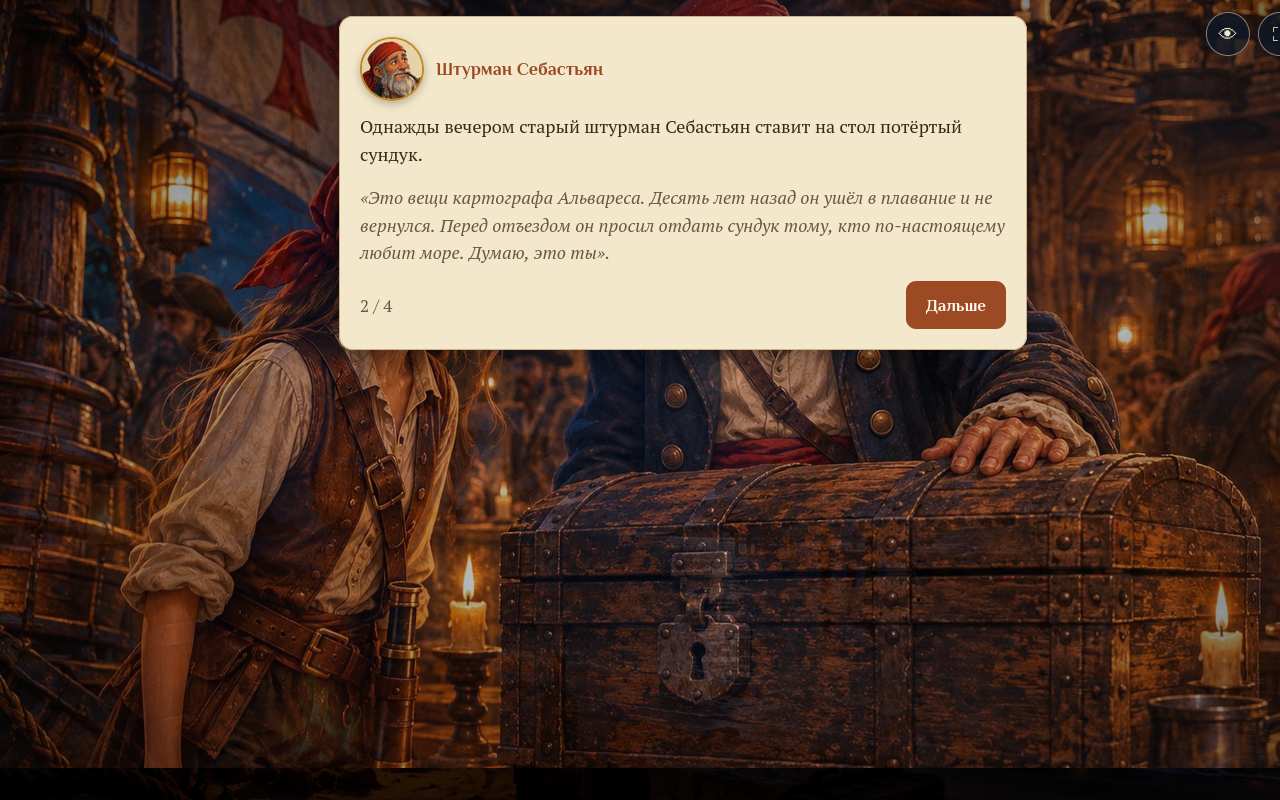 Штурман Себастьян
Однажды вечером старый штурман Себастьян ставит на стол потёртый
сундук.
«Это вещи картографа Альвареса. Десять лет назад он ушёл в плавание и не
вернулся. Перед отъездом он просил отдать сундук тому, кто по-настоящему
любит море. Думаю, это ты».
2 / 4
Дальше